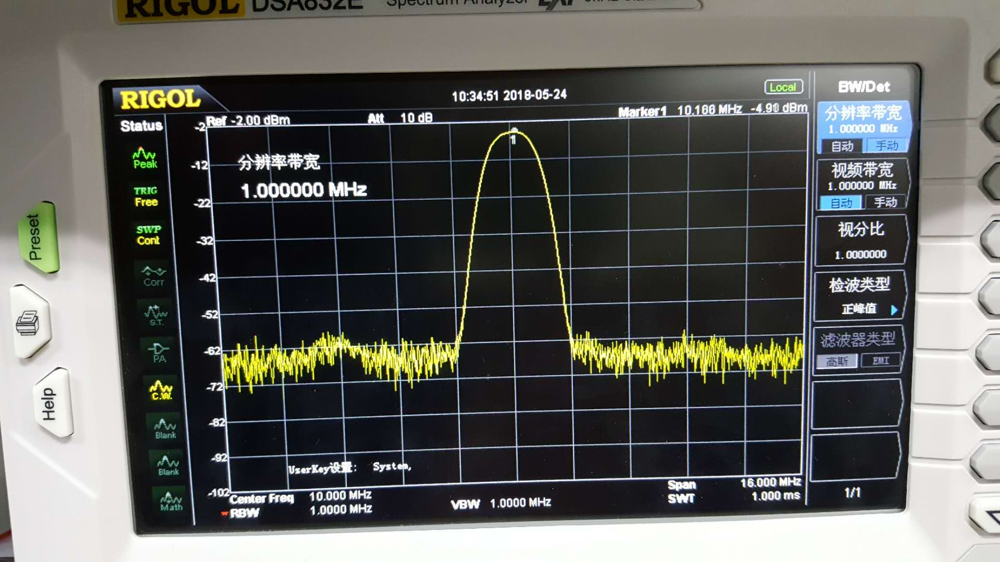 RIGOL DSA832E Spectrum Analyzer
RIGOL
10:34:51 2018-05-24
Local
BW/Det
Status
Ref -2.00 dBm
Att 10 dB
Marker1 10.166 MHz
dBm
分辨率带宽
1.000000 MHz
自动 手动
视频带宽
1.000000 MHz
自动 手动
视分比
1.0000000
检波类型
正峰值
滤波器类型
高斯 EMI
1/1
Peak
TRIG
Free
SWP
Cont
Corr
S.T.
PA
C.W.
Blank
Blank
Math
-2
-12
-22
-32
-42
-52
-62
-72
-82
-92
-102
分辨率带宽
1.000000 MHz
1
UserKey设置: System,
Center Freq 10.000 MHz
RBW 1.0000 MHz
VBW 1.0000 MHz
Span 16.000 MHz
SWT 1.000 ms
Preset
Help